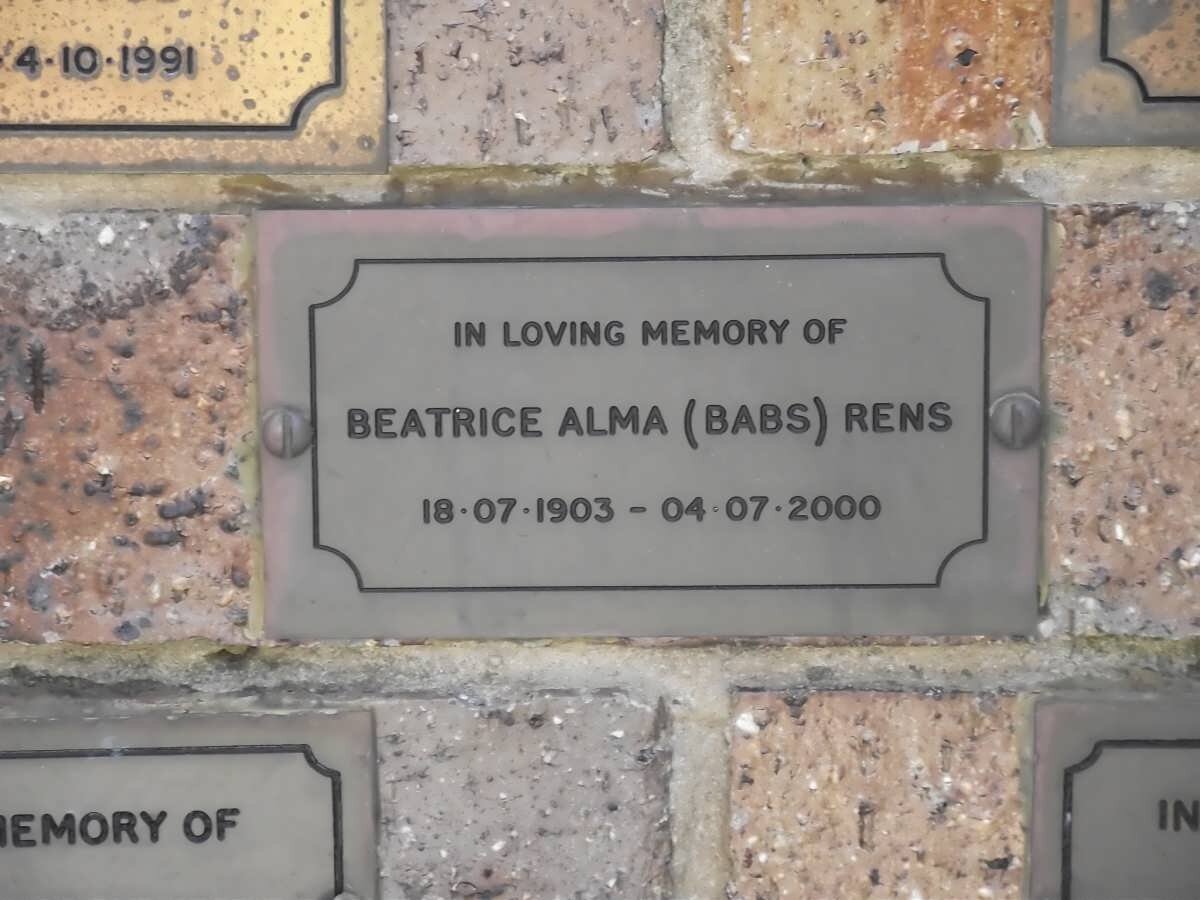 4·10·1991
IN LOVING MEMORY OF
BEATRICE ALMA (BABS) RENS
18·07·1903 – 04·07·2000
MEMORY OF
IN